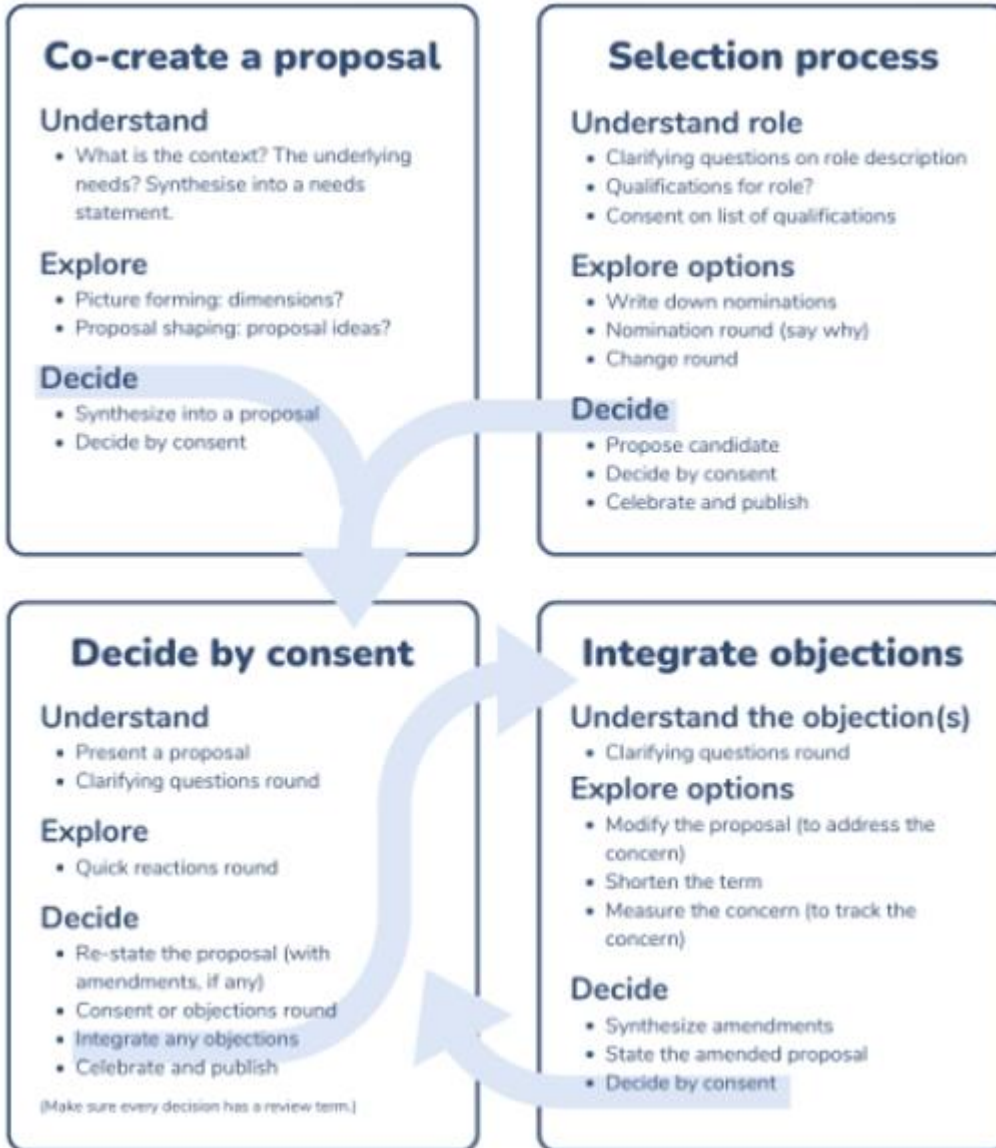 Co-create a proposal
Understand
• What is the context? The underlying
needs? Synthesise into a needs
statement.
Explore
• Picture forming: dimensions?
• Proposal shaping: proposal ideas?
Decide
• Synthesize into a proposal
• Decide by consent
Selection process
Understand role
• Clarifying questions on role description
• Qualifications for role?
• Consent on list of qualifications
Explore options
• Write down nominations
• Nomination round (say why)
• Change round
Decide
• Propose candidate
• Decide by consent
• Celebrate and publish
Decide by consent
Understand
• Present a proposal
• Clarifying questions round
Explore
• Quick reactions round
Decide
• Re-state the proposal (with
amendments, if any)
• Consent or objections round
• Integrate any objections
• Celebrate and publish
(Make sure every decision has a review term.)
Integrate objections
Understand the objection(s)
• Clarifying questions round
Explore options
• Modify the proposal (to address the
concern)
• Shorten the term
• Measure the concern (to track the
concern)
Decide
• Synthesize amendments
• State the amended proposal
• Decide by consent